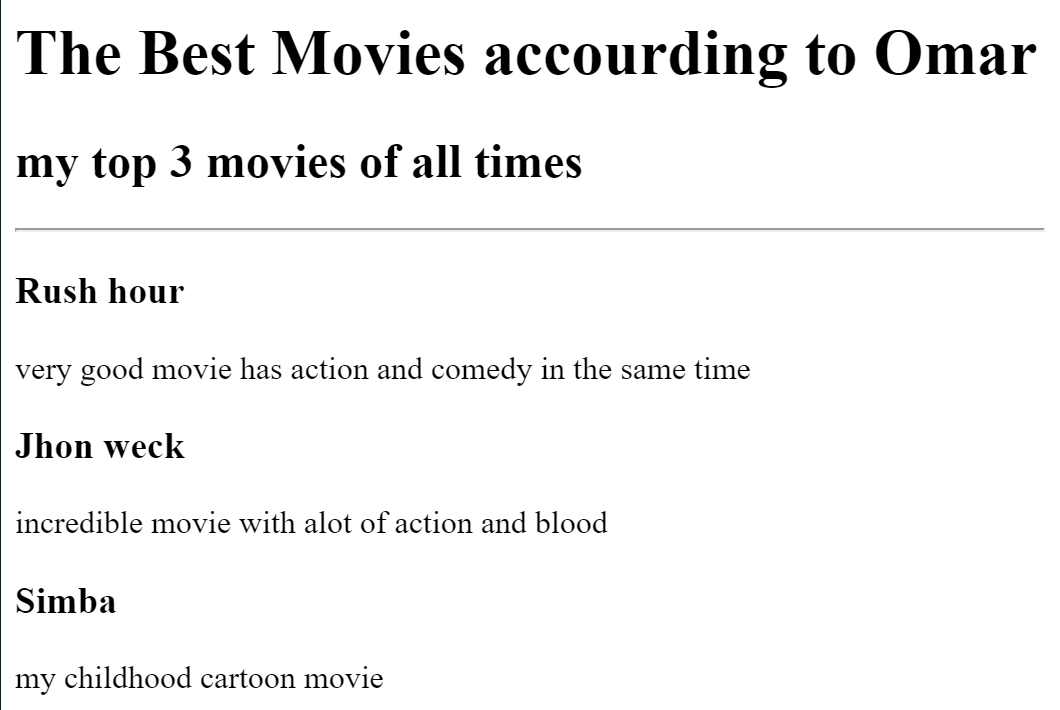 The Best Movies accourding to Omar
my top 3 movies of all times
Rush hour
very good movie has action and comedy in the same time
Jhon weck
incredible movie with alot of action and blood
Simba
my childhood cartoon movie